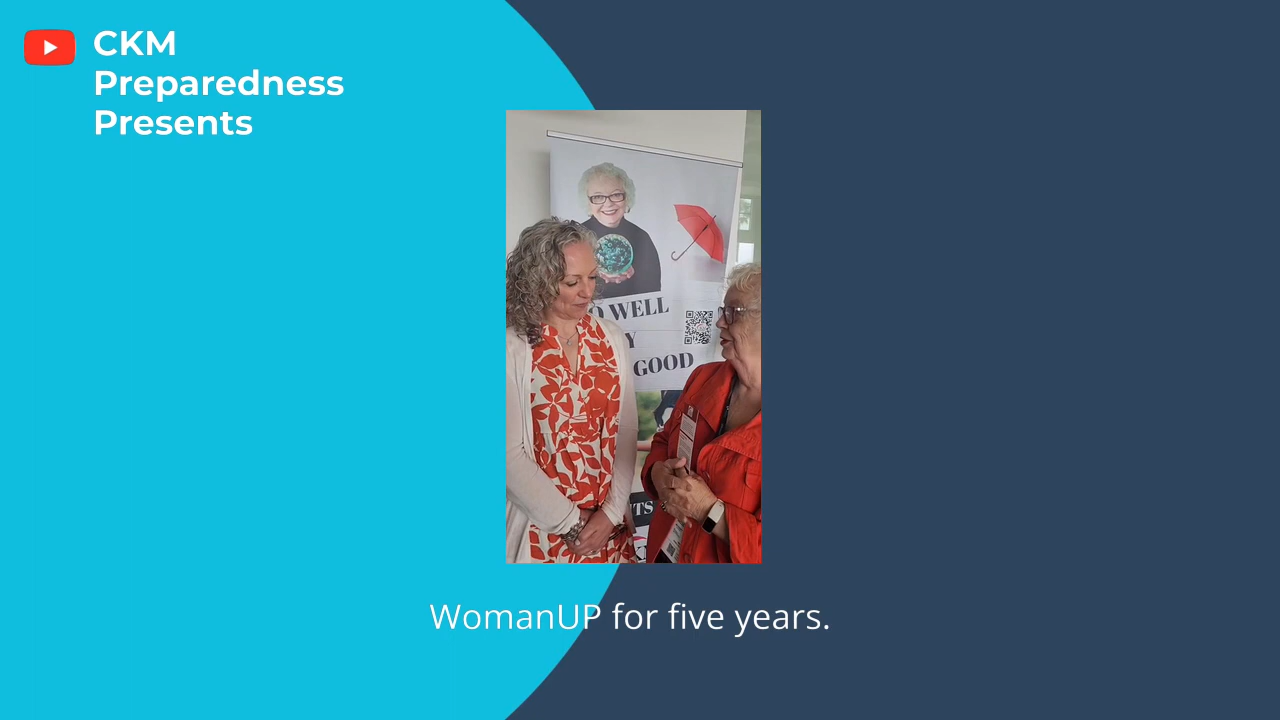 CKM
Preparedness
Presents
WELL
GOOD
WomanUP for five years.